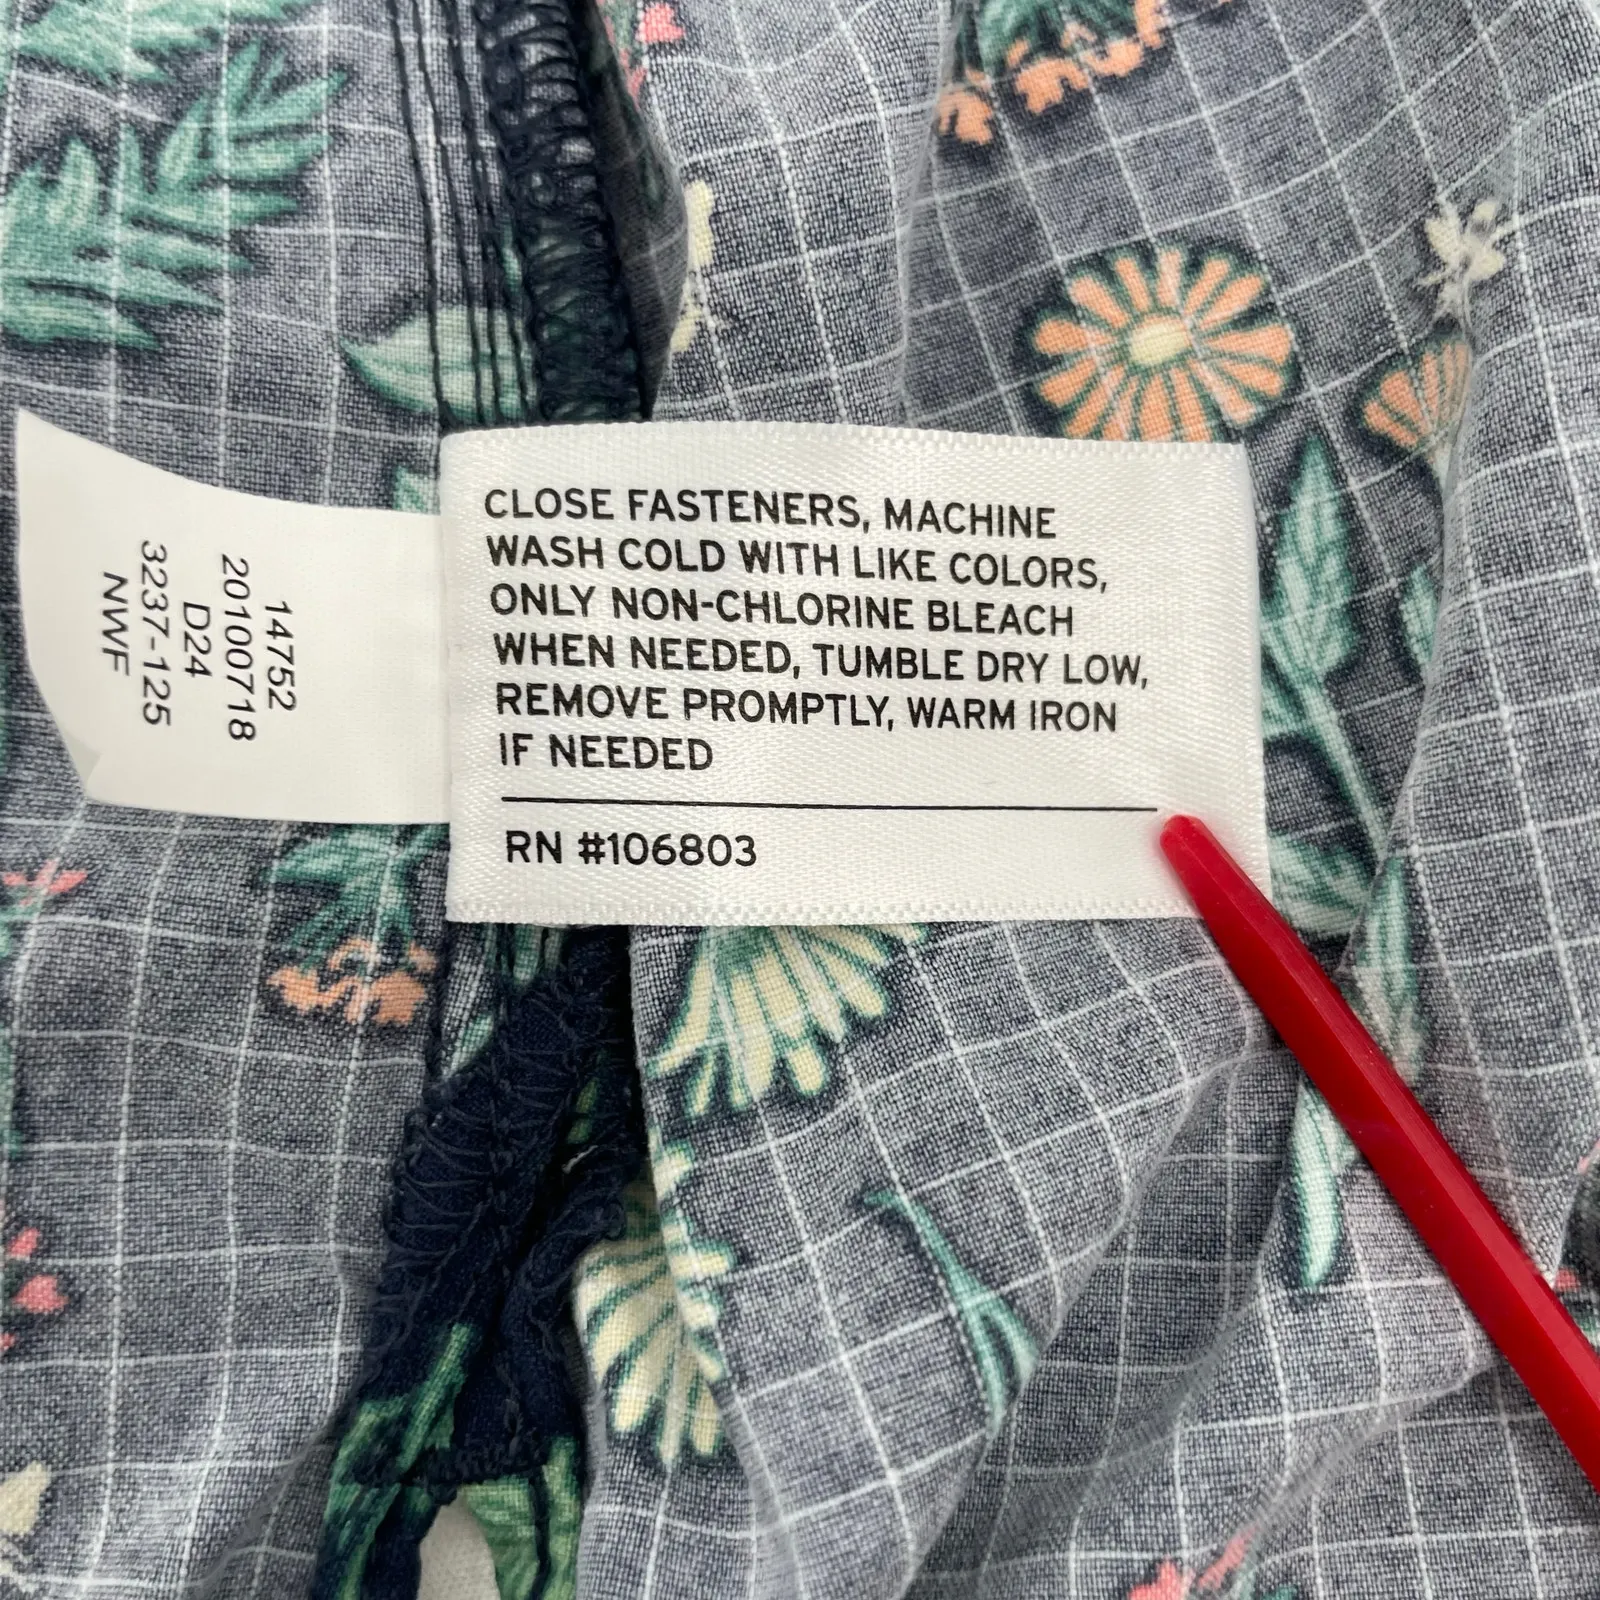 CLOSE FASTENERS, MACHINE
WASH COLD WITH LIKE COLORS,
ONLY NON-CHLORINE BLEACH
WHEN NEEDED, TUMBLE DRY LOW,
REMOVE PROMPTLY, WARM IRON
IF NEEDED
RN #106803
14752
20100718
D24
3237-125
NWF